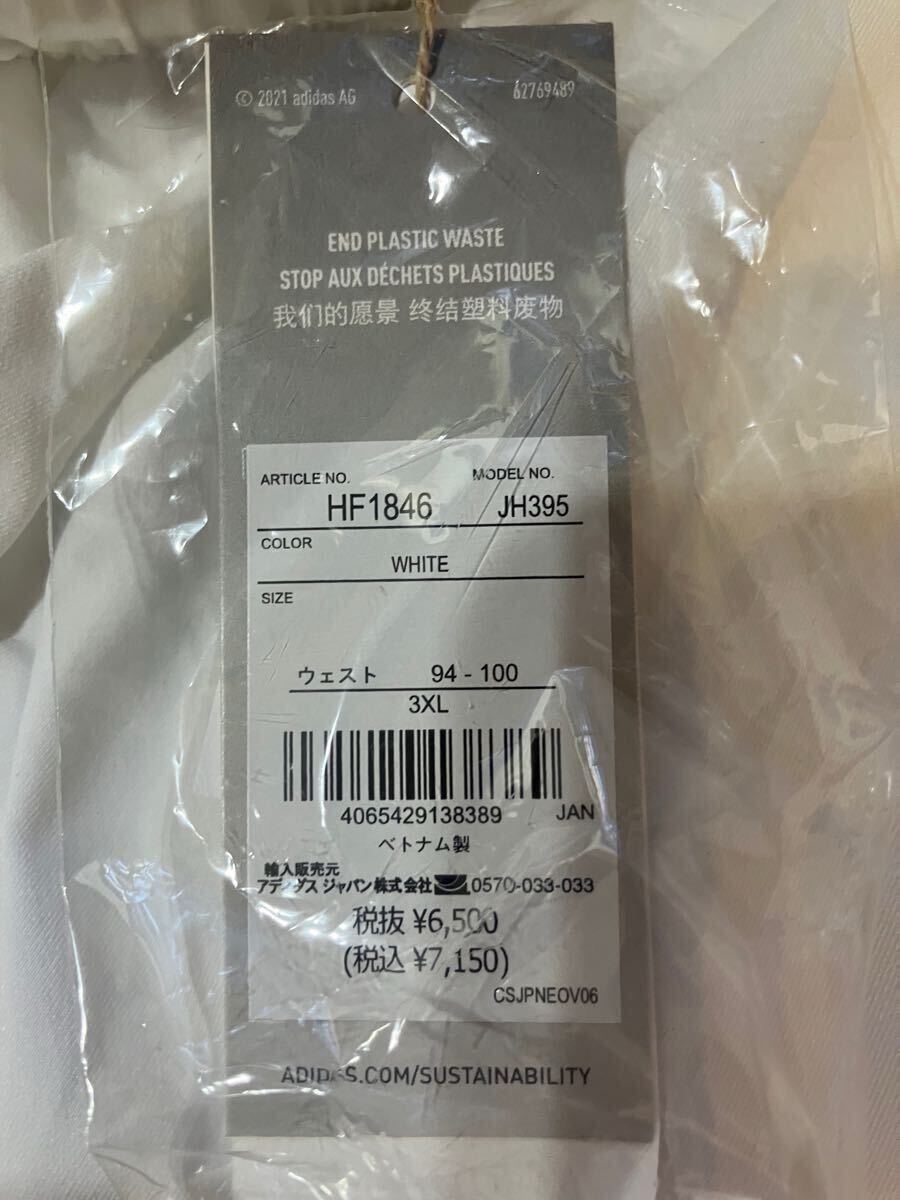 © 2021 adidas AG 62769489
END PLASTIC WASTE
STOP AUX DÉCHETS PLASTIQUES
我们的愿景 终结塑料废物
ARTICLE NO. MODEL NO.
HF1846 JH395
COLOR
WHITE
SIZE
ウェスト 94 - 100
3XL
4065429138389 JAN
ベトナム製
輸入販売元
アディダス ジャパン株式会社 0570-033-033
税抜 ¥6,500
(税込 ¥7,150)
CSJPNEOV06
ADIDAS.COM/SUSTAINABILITY